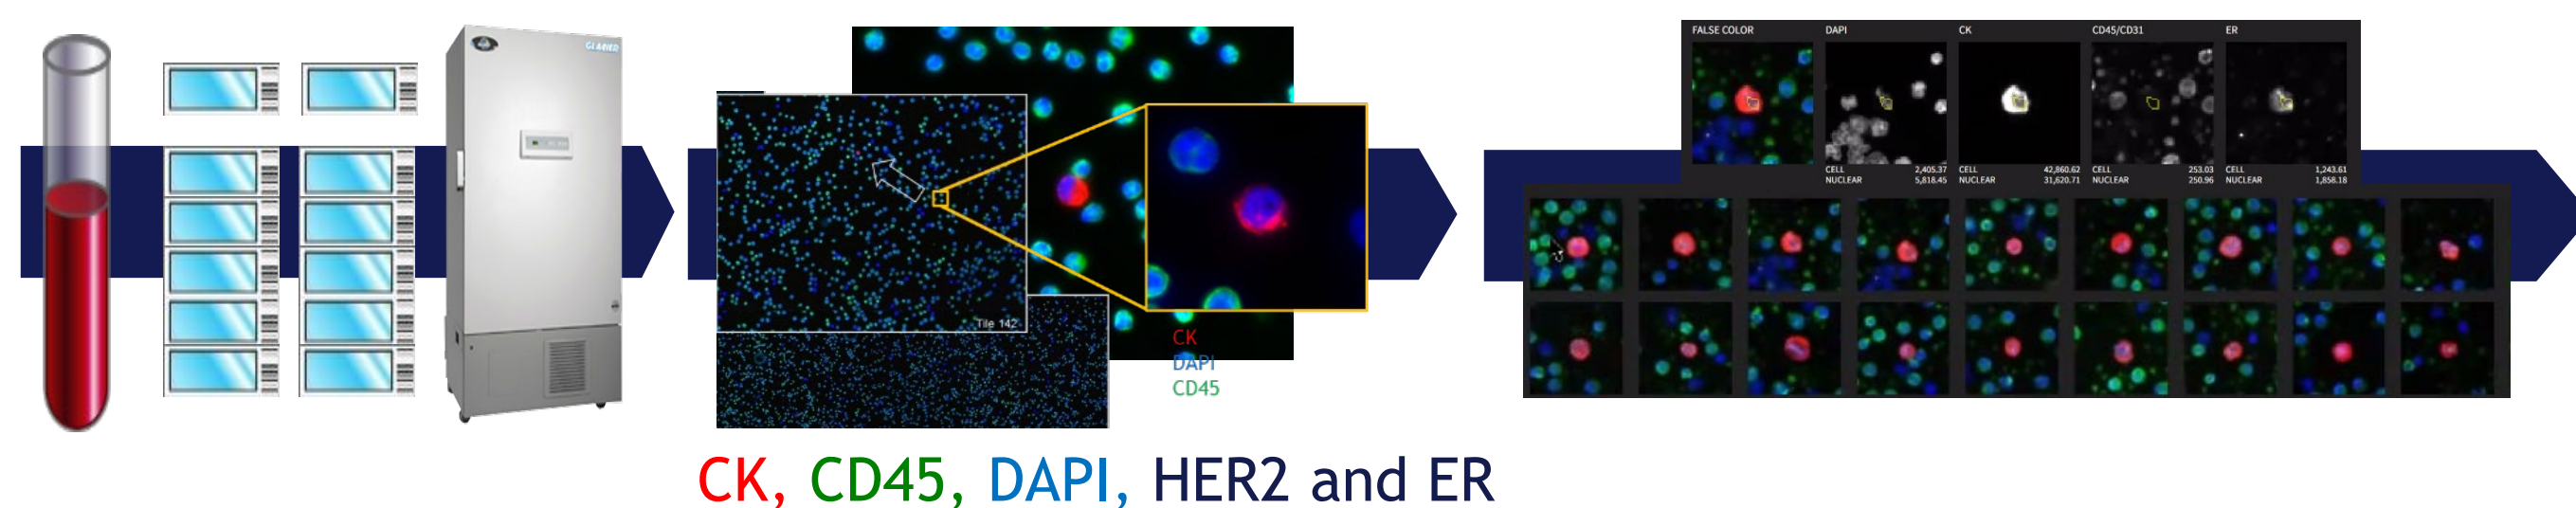 Tile 142
CK
DAPI
CD45
FALSE COLOR DAPI CK CD45/CD31 ER
CELL 2,405.37 CELL 42,860.62 CELL 253.03 CELL 1,243.61
NUCLEAR 5,818.45 NUCLEAR 31,620.71 NUCLEAR 250.96 NUCLEAR 1,858.18
CK, CD45, DAPI, HER2 and ER